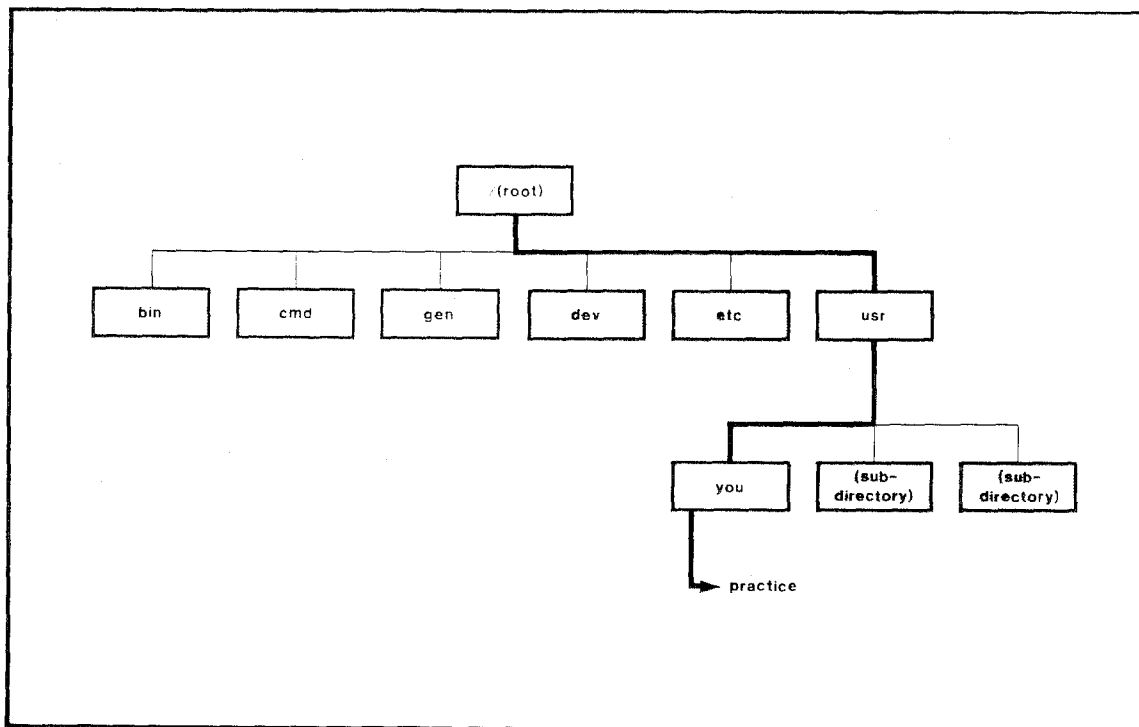 /(root)
bin
cmd
gen
dev
etc
usr
you
(sub-
directory)
(sub-
directory)
practice